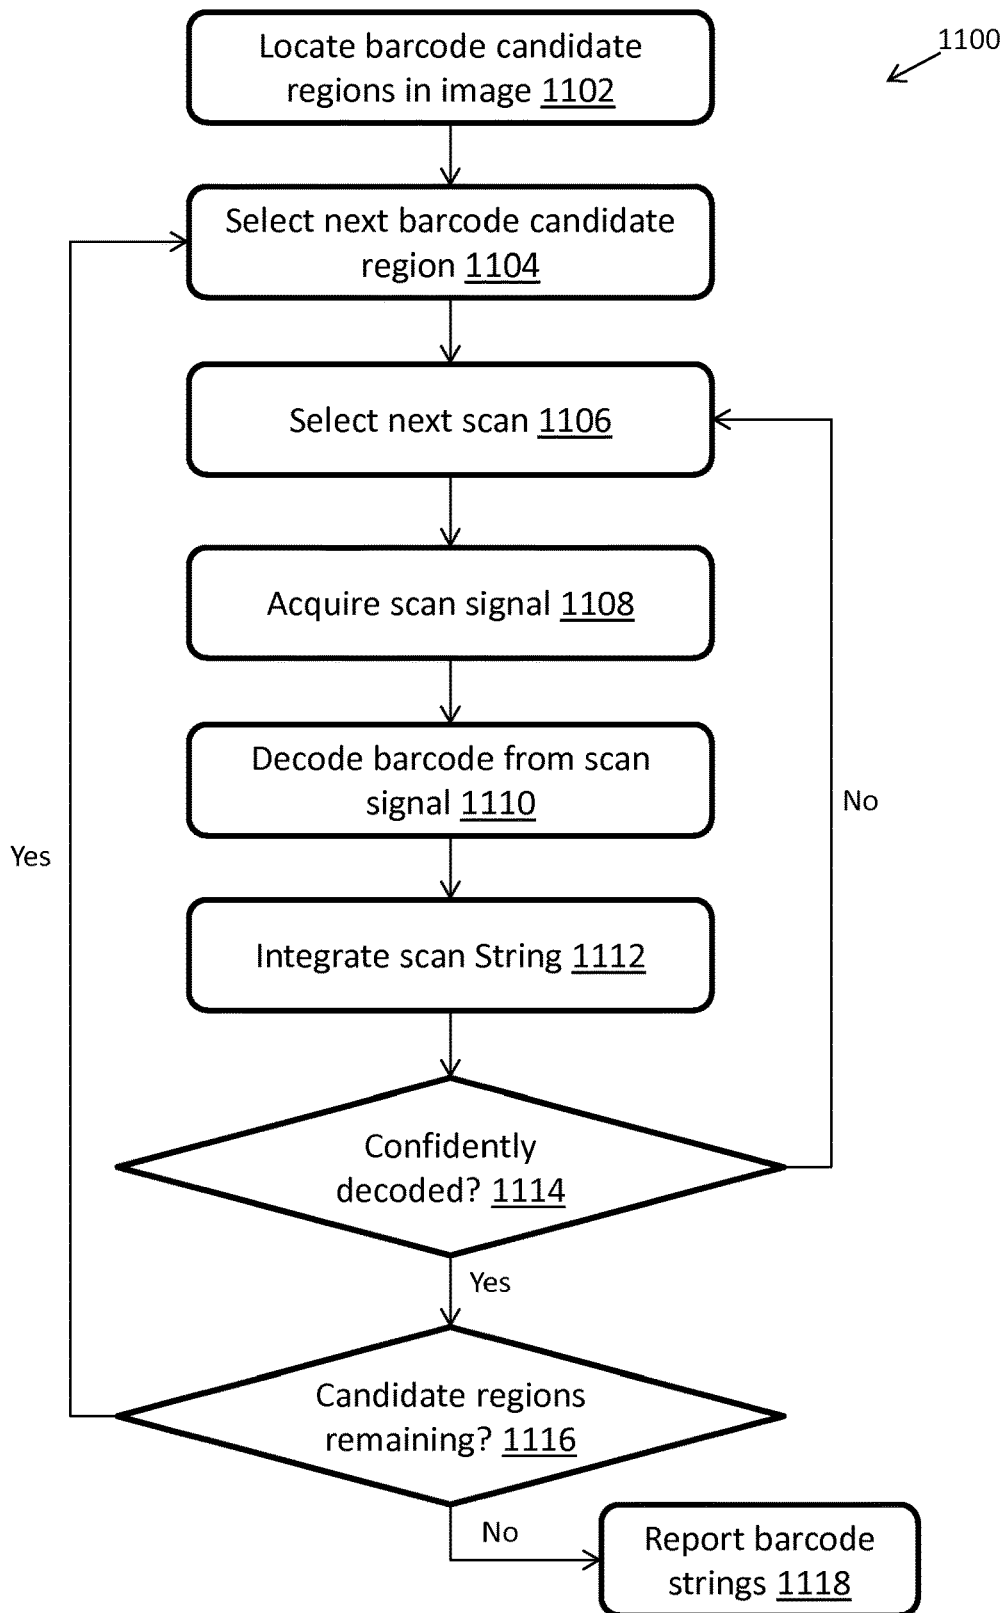 Locate barcode candidate
regions in image 1102
1100
Select next barcode candidate
region 1104
Select next scan 1106
Acquire scan signal 1108
Decode barcode from scan
signal 1110
No
Yes
Integrate scan String 1112
Confidently
decoded? 1114
Yes
Candidate regions
remaining? 1116
No
Report barcode
strings 1118